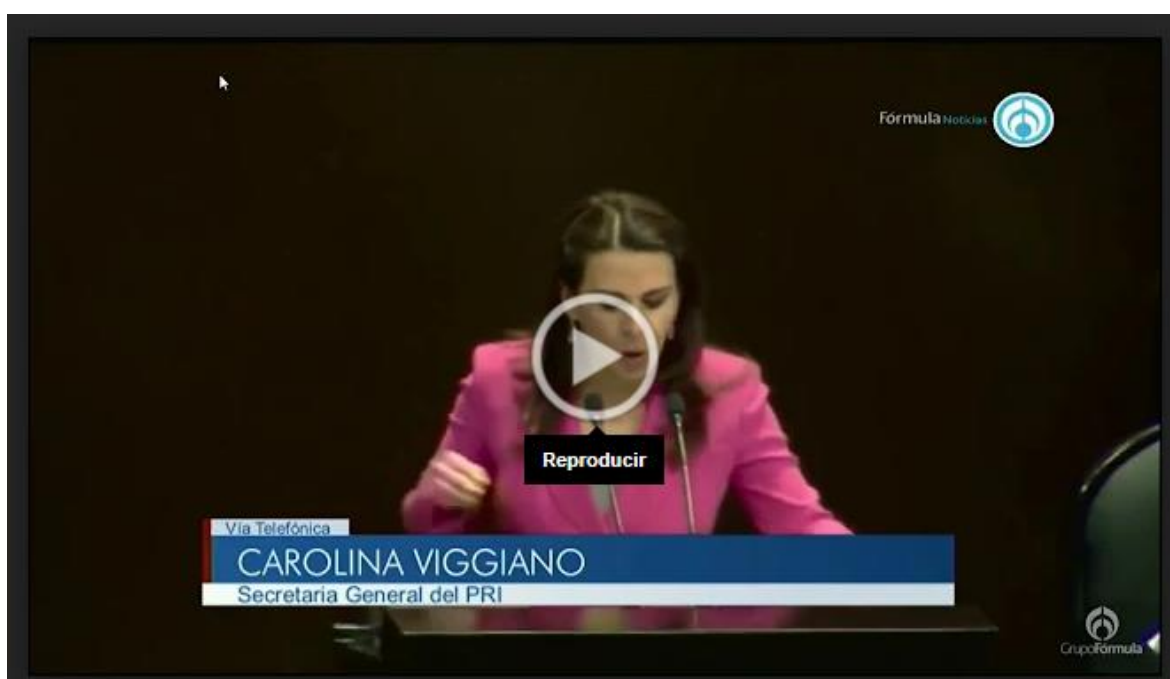 Fórmula Noticias
Reproducir
Vía Telefónica
CAROLINA VIGGIANO
Secretaria General del PRI
GrupoFórmula